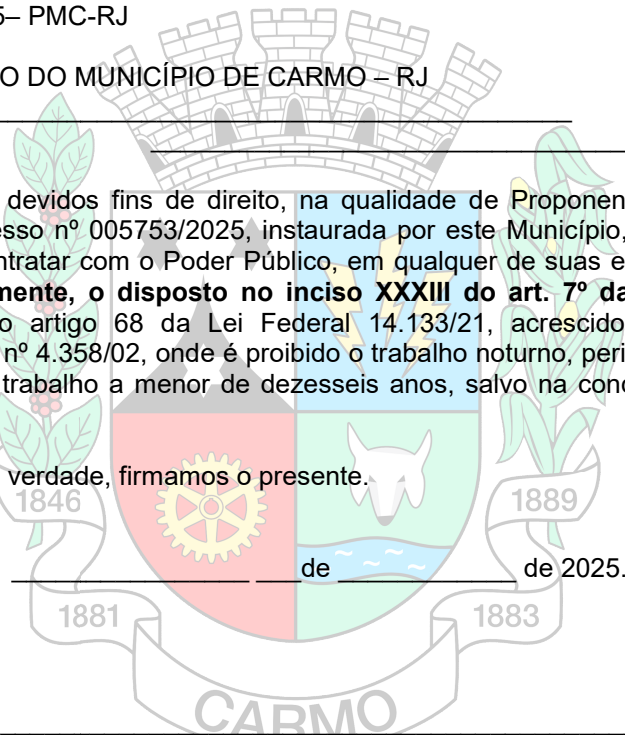 5– PMC-RJ
O DO MUNICÍPIO DE CARMO – RJ
devidos fins de direito, na qualidade de Proponen
esso nº 005753/2025, instaurada por este Município,
ntratar com o Poder Público, em qualquer de suas e
mente, o disposto no inciso XXXIII do art. 7º da
o artigo 68 da Lei Federal 14.133/21, acrescido
nº 4.358/02, onde é proibido o trabalho noturno, peri
trabalho a menor de dezesseis anos, salvo na cond
verdade, firmamos o presente.
1846 1889
________________ ___de ____________ de 2025.
1881 1883
CARMO